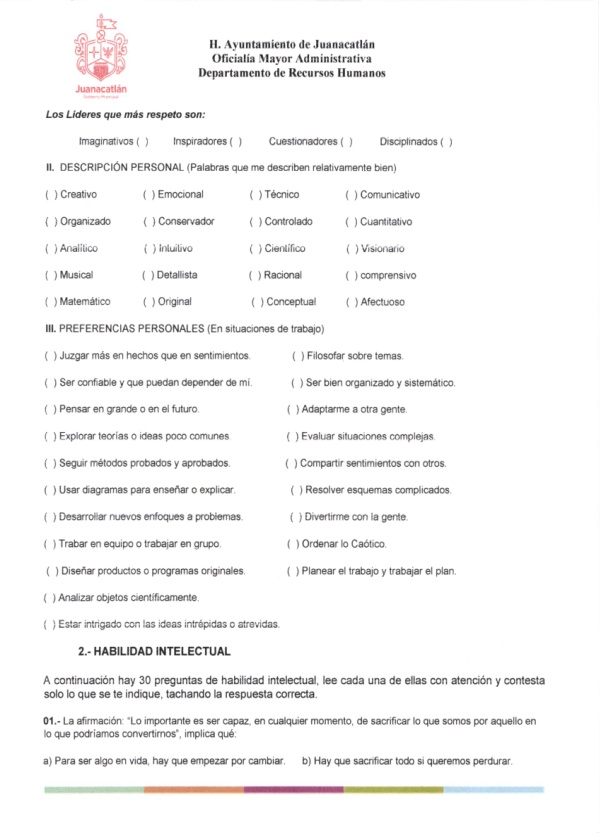 H. Ayuntamiento de Juanacatlán
Oficialía Mayor Administrativa
Departamento de Recursos Humanos
Juanacatlán
Gobierno Municipal
Los Lideres que más respeto son:
Imaginativos ( ) Inspiradores ( ) Cuestionadores ( ) Disciplinados ( )
II. DESCRIPCIÓN PERSONAL (Palabras que me describen relativamente bien)
( ) Creativo ( ) Emocional ( ) Técnico ( ) Comunicativo
( ) Organizado ( ) Conservador ( ) Controlado ( ) Cuantitativo
( ) Analítico ( ) Intuitivo ( ) Científico ( ) Visionario
( ) Musical ( ) Detallista ( ) Racional ( ) comprensivo
( ) Matemático ( ) Original ( ) Conceptual ( ) Afectuoso
III. PREFERENCIAS PERSONALES (En situaciones de trabajo)
( ) Juzgar más en hechos que en sentimientos. ( ) Filosofar sobre temas.
( ) Ser confiable y que puedan depender de mí. ( ) Ser bien organizado y sistemático.
( ) Pensar en grande o en el futuro. ( ) Adaptarme a otra gente.
( ) Explorar teorías o ideas poco comunes ( ) Evaluar situaciones complejas.
( ) Seguir métodos probados y aprobados. ( ) Compartir sentimientos con otros.
( ) Usar diagramas para enseñar o explicar. ( ) Resolver esquemas complicados.
( ) Desarrollar nuevos enfoques a problemas. ( ) Divertirme con la gente.
( ) Trabar en equipo o trabajar en grupo. ( ) Ordenar lo Caótico.
( ) Diseñar productos o programas originales. ( ) Planear el trabajo y trabajar el plan.
( ) Analizar objetos científicamente.
( ) Estar intrigado con las ideas intrépidas o atrevidas.
2.- HABILIDAD INTELECTUAL
A continuación hay 30 preguntas de habilidad intelectual, lee cada una de ellas con atención y contesta
solo lo que se te indique, tachando la respuesta correcta.
01.- La afirmación: “Lo importante es ser capaz, en cualquier momento, de sacrificar lo que somos por aquello en
lo que podríamos convertirnos”, implica qué:
a) Para ser algo en vida, hay que empezar por cambiar. b) Hay que sacrificar todo si queremos perdurar.